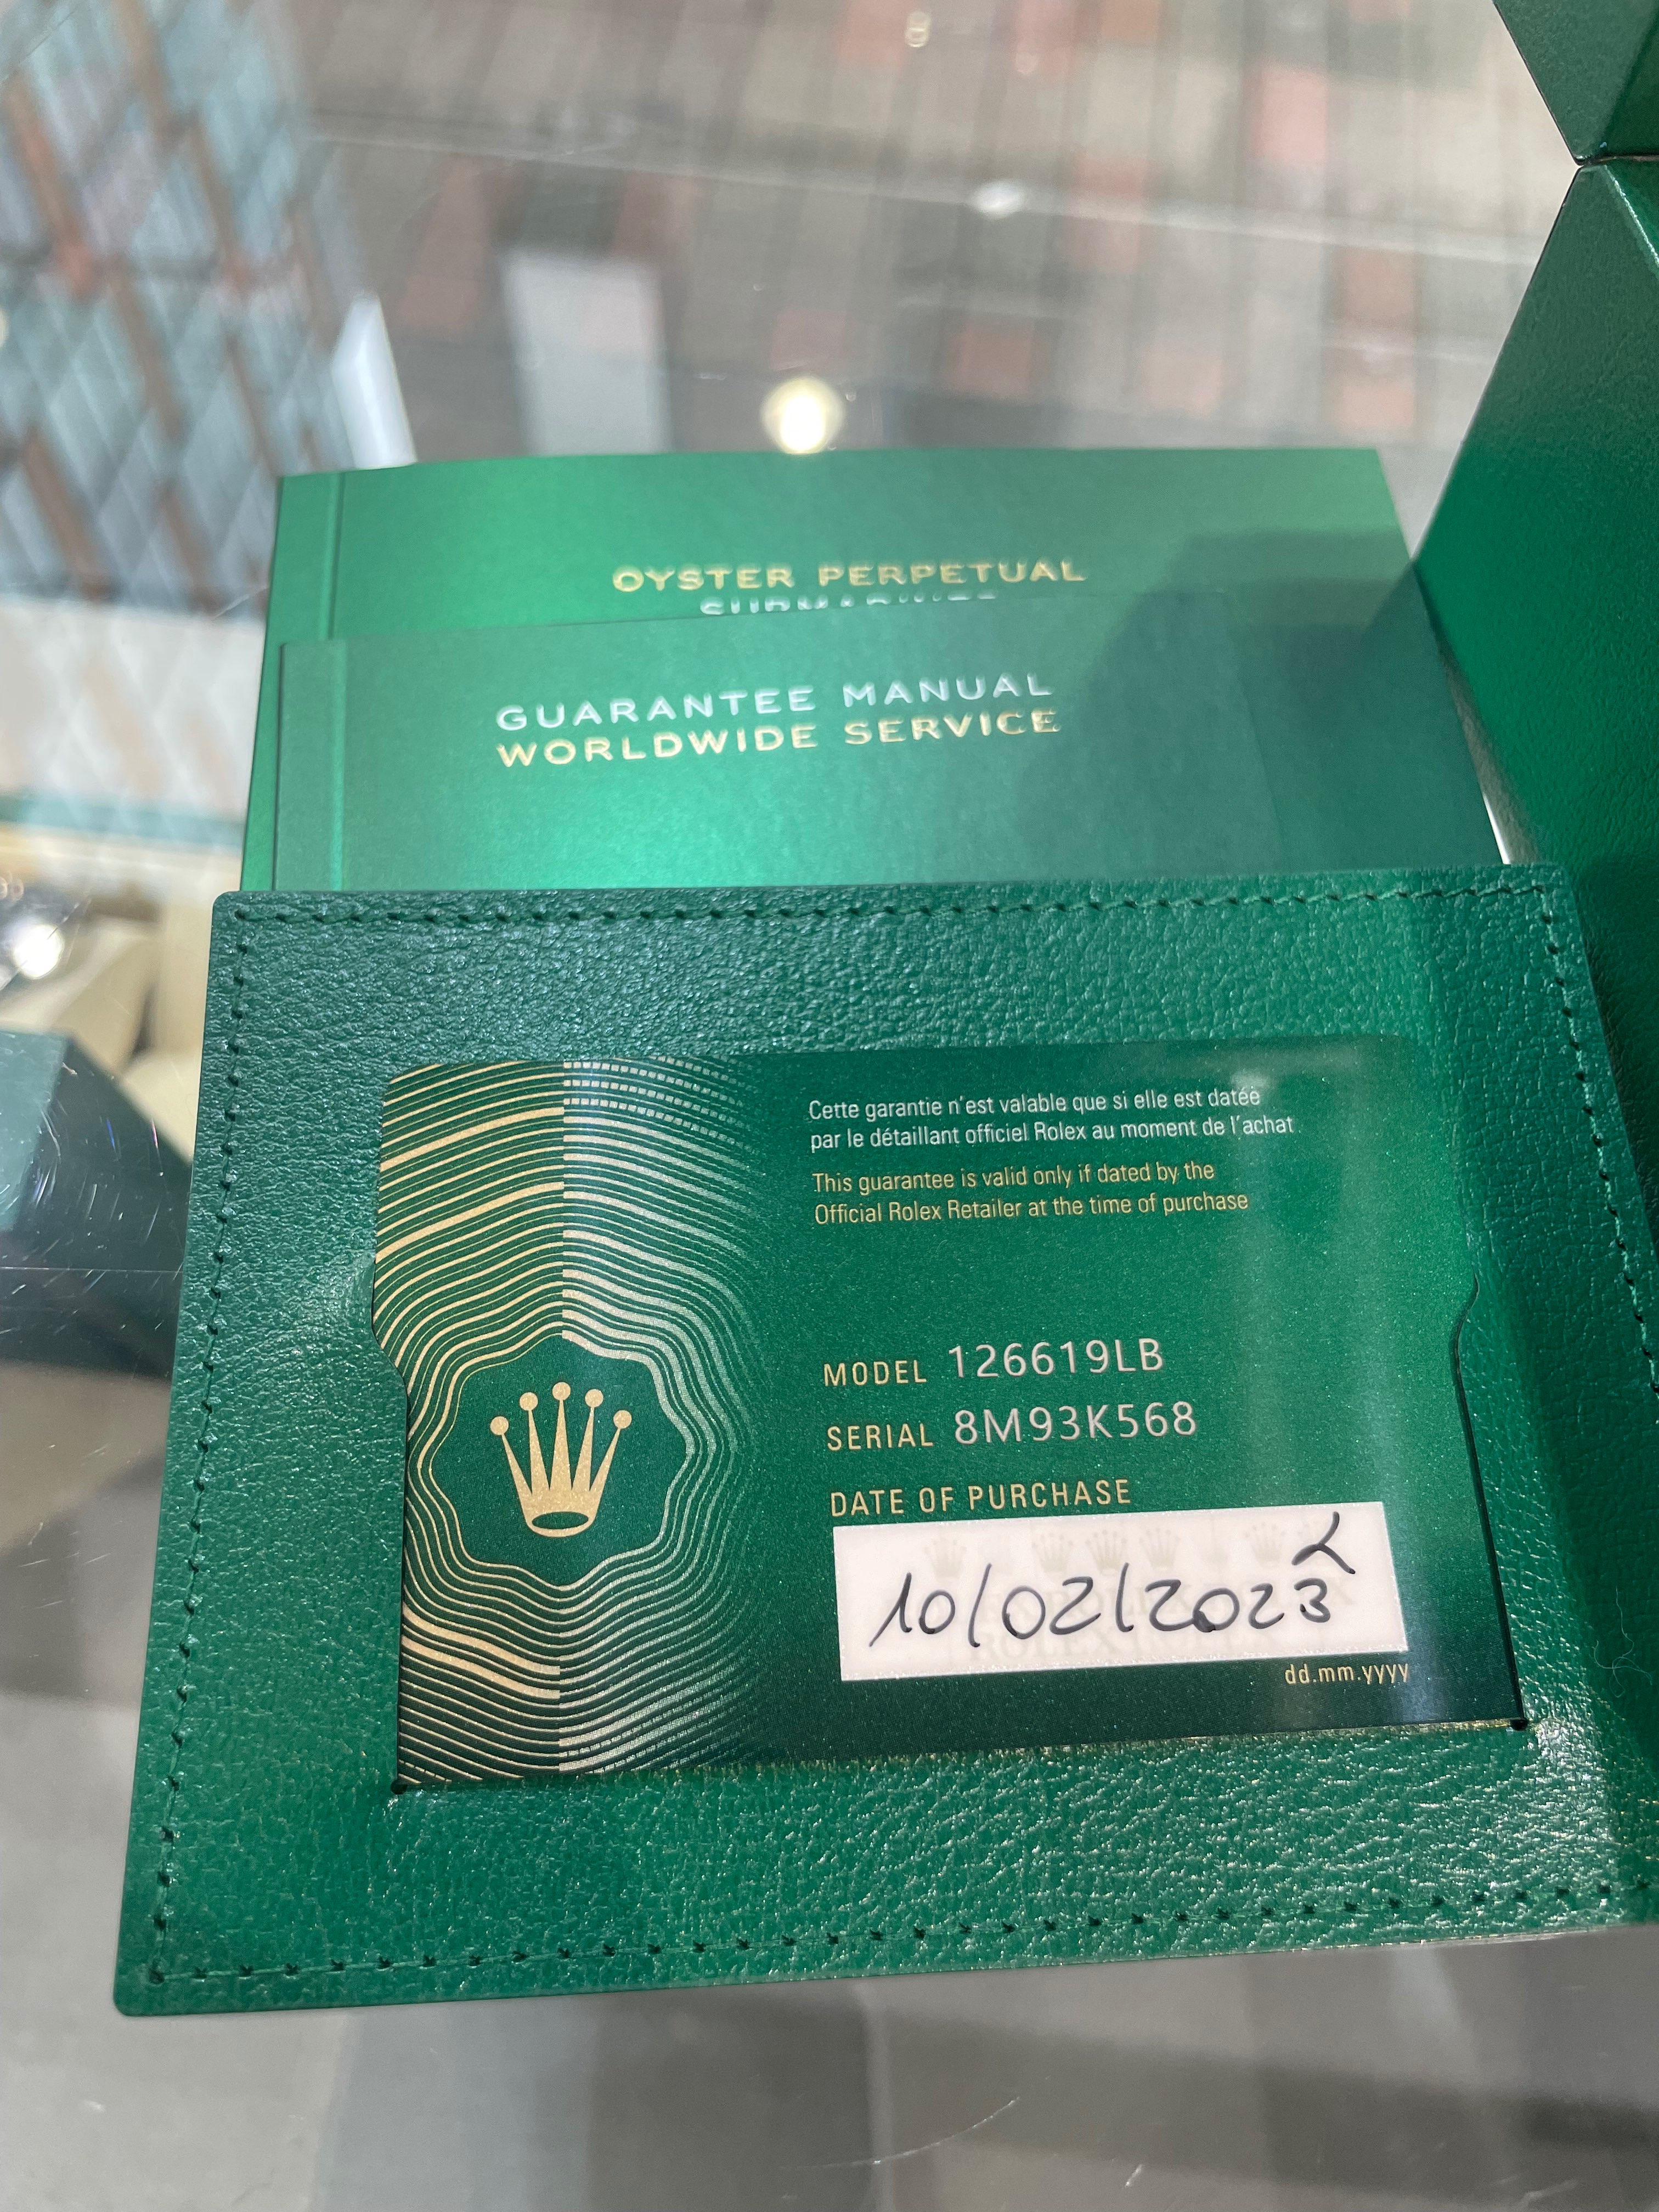 OYSTER PERPETUAL
SUBMARINER
GUARANTEE MANUAL
WORLDWIDE SERVICE
Cette garantie n'est valable que si elle est datée
par le détaillant officiel Rolex au moment de l'achat.
This guarantee is valid only if dated by the
Official Rolex Retailer at the time of purchase
MODEL 126619LB
SERIAL 8M93K568
DATE OF PURCHASE
10/02/2023
dd.mm.yyyy